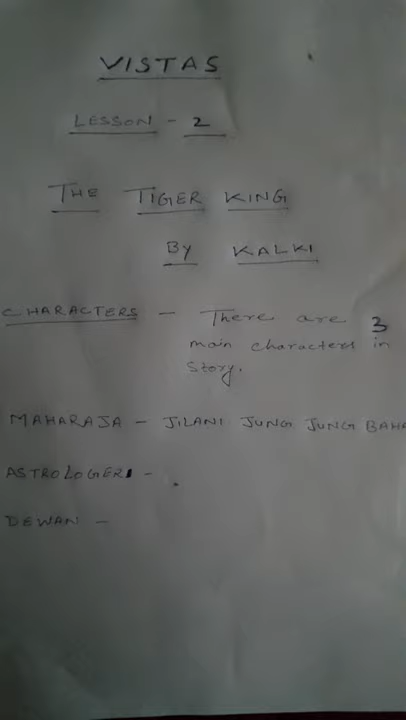 VISTAS
LESSON - 2
THE TIGER KING
By KALKI
CHARACTERS - There are 3
main characters in
story.
MAHARAJA - JILANI JUNG JUNG BAHA
ASTROLOGER -
DEWAN -